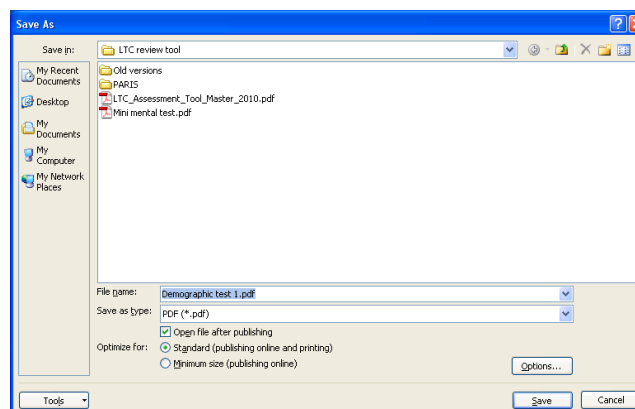 Save As
Save in:
LTC review tool
My Recent
Documents
Desktop
My
Documents
My
Computer
My Network
Places
Old versions
PARIS
LTC_Assessment_Tool_Master_2010.pdf
Mini mental test.pdf
File name:
Demographic test 1.pdf
Save as type:
PDF (*.pdf)
Open file after publishing
Optimize for:
Standard (publishing online and printing)
Minimum size (publishing online)
Options...
Tools
Save
Cancel